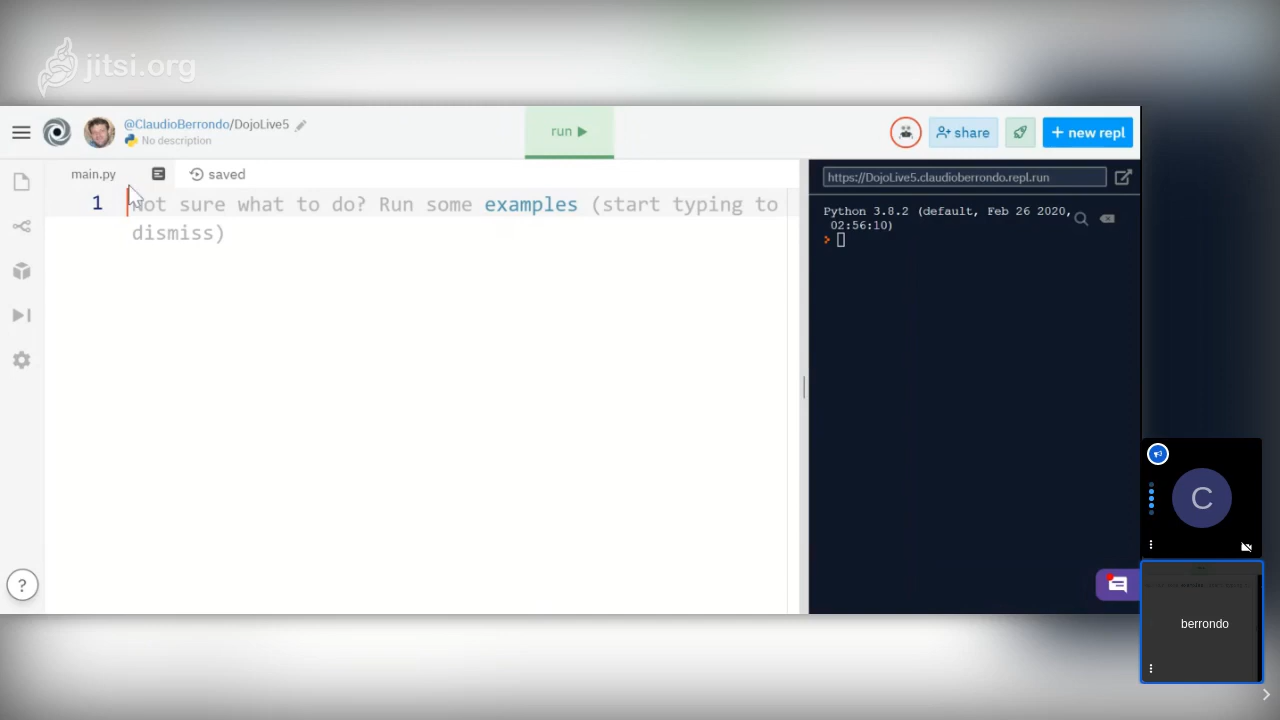 jitsi.org
@ClaudioBerrondo/DojoLive5
No description
run
share
+ new repl
main.py
saved
https://DojoLive5.claudioberrondo.repl.run
1
Not sure what to do? Run some examples (start typing to
dismiss)
Python 3.8.2 (default, Feb 26 2020,
02:56:10)
>
?
C
berrondo